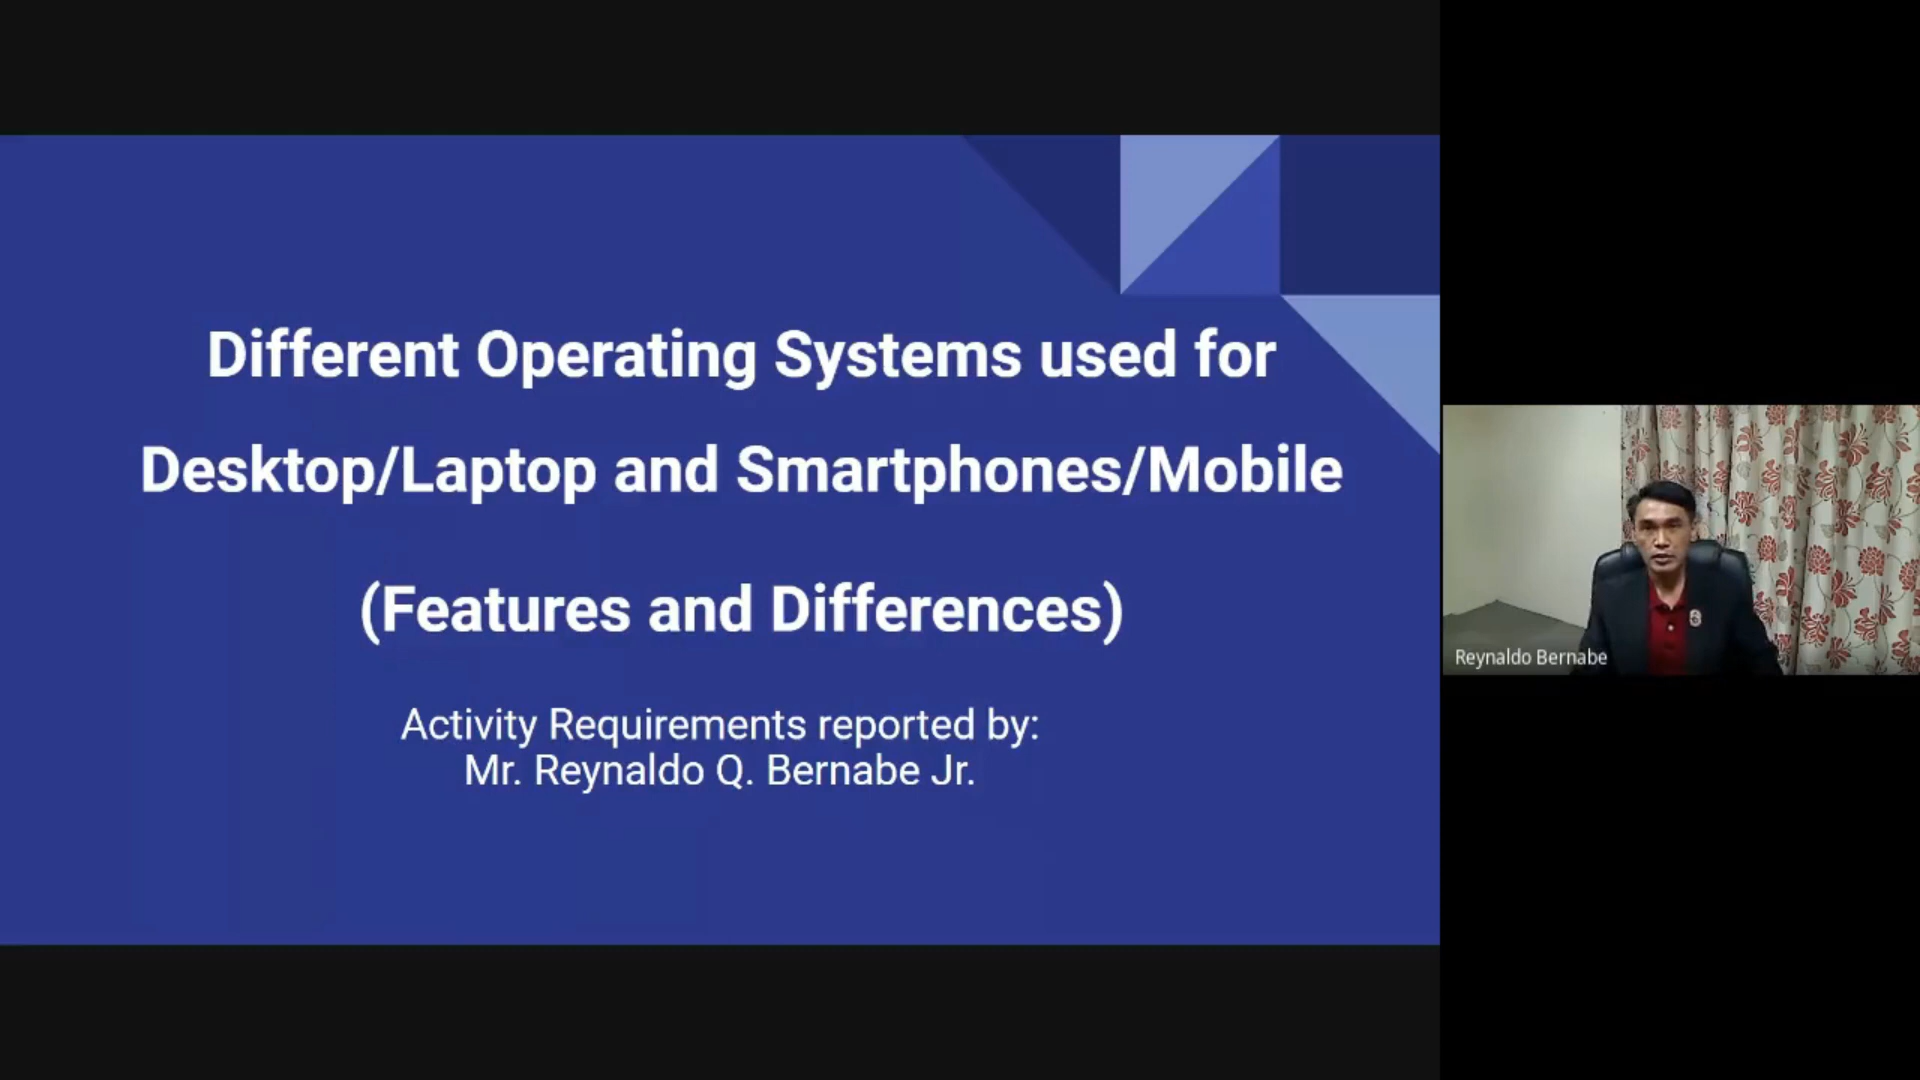 Different Operating Systems used for
Desktop/Laptop and Smartphones/Mobile
(Features and Differences)
Activity Requirements reported by:
Mr. Reynaldo Q. Bernabe Jr.
Reynaldo Bernabe